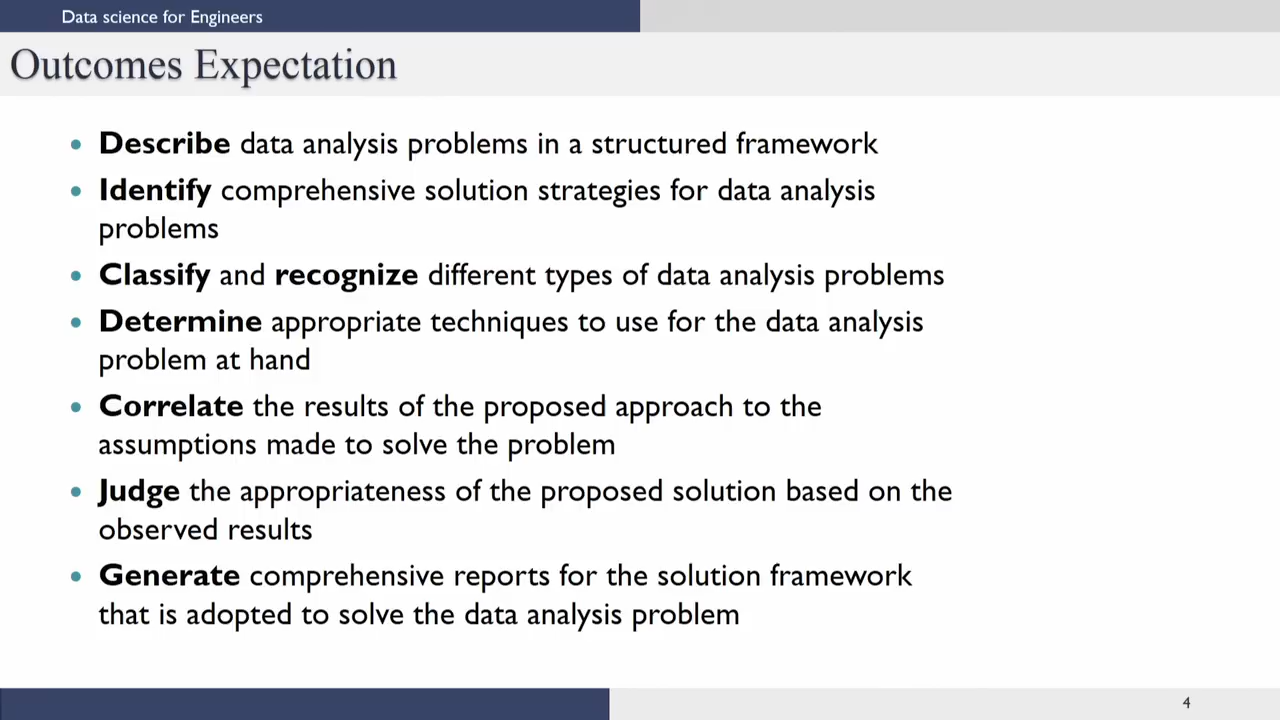 Data science for Engineers
Outcomes Expectation
• Describe data analysis problems in a structured framework
• Identify comprehensive solution strategies for data analysis
problems
• Classify and recognize different types of data analysis problems
• Determine appropriate techniques to use for the data analysis
problem at hand
• Correlate the results of the proposed approach to the
assumptions made to solve the problem
• Judge the appropriateness of the proposed solution based on the
observed results
• Generate comprehensive reports for the solution framework
that is adopted to solve the data analysis problem
4